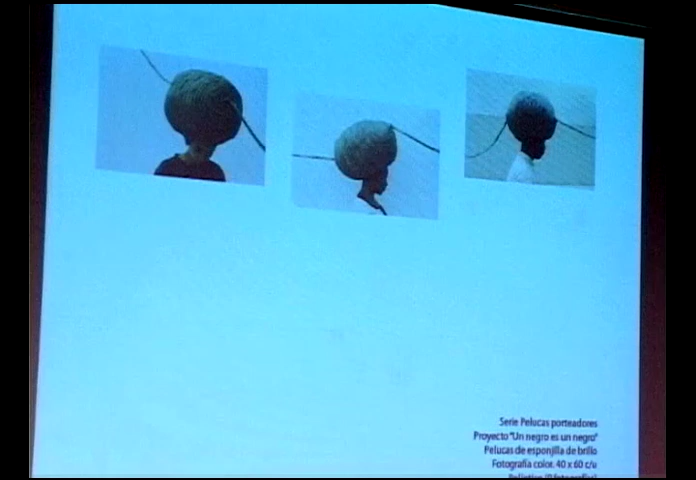 Serie Pelucas porteadores
Proyecto "Un negro es un negro"
Pelucas de esponjilla de brillo
Fotografía color. 40 x 60 c/u